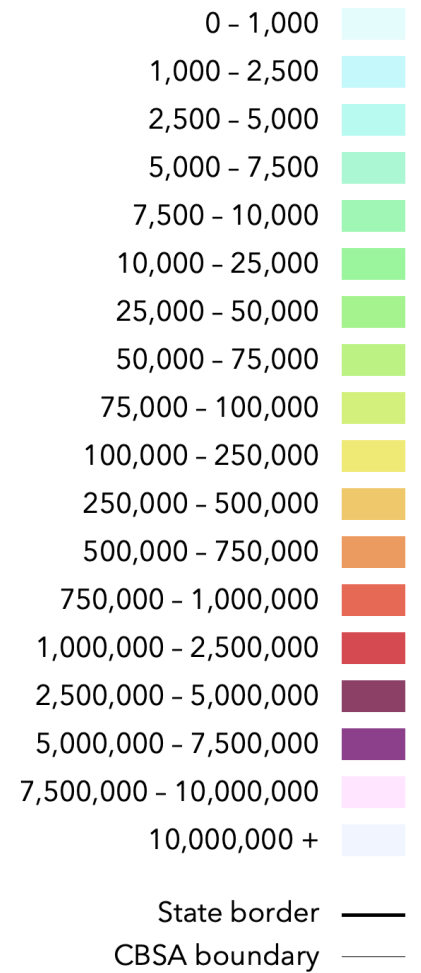 0 – 1,000
1,000 – 2,500
2,500 – 5,000
5,000 – 7,500
7,500 – 10,000
10,000 – 25,000
25,000 – 50,000
50,000 – 75,000
75,000 – 100,000
100,000 – 250,000
250,000 – 500,000
500,000 – 750,000
750,000 – 1,000,000
1,000,000 – 2,500,000
2,500,000 – 5,000,000
5,000,000 – 7,500,000
7,500,000 – 10,000,000
10,000,000 +
State border
CBSA boundary